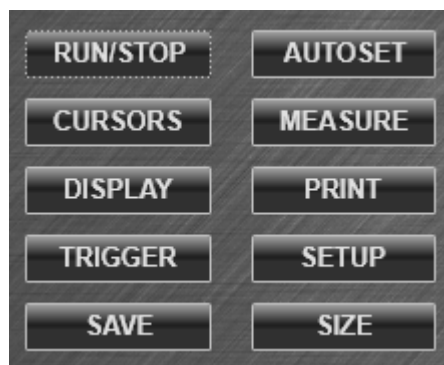 RUN/STOP AUTOSET
CURSORS MEASURE
DISPLAY PRINT
TRIGGER SETUP
SAVE SIZE